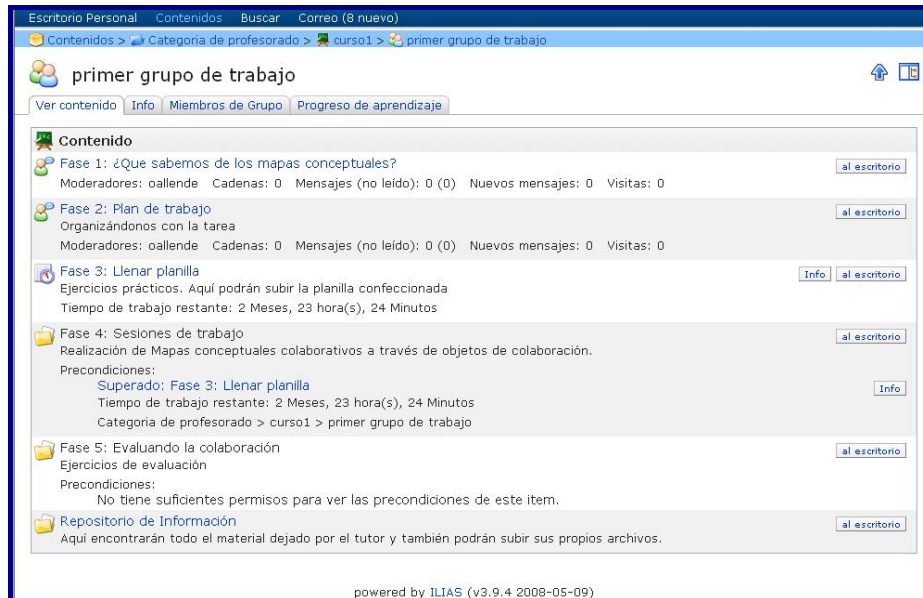 Escritorio Personal Contenidos Buscar Correo (8 nuevo)
Contenidos > Categoria de profesorado > curso1 > primer grupo de trabajo
primer grupo de trabajo
Ver contenido Info Miembros de Grupo Progreso de aprendizaje
Contenido
Fase 1: ¿Que sabemos de los mapas conceptuales? al escritorio
Moderadores: oallende Cadenas: 0 Mensajes (no leído): 0 (0) Nuevos mensajes: 0 Visitas: 0
Fase 2: Plan de trabajo al escritorio
Organizándonos con la tarea
Moderadores: oallende Cadenas: 0 Mensajes (no leído): 0 (0) Nuevos mensajes: 0 Visitas: 0
Fase 3: Llenar planilla Info al escritorio
Ejercicios prácticos. Aquí podrán subir la planilla confeccionada
Tiempo de trabajo restante: 2 Meses, 23 hora(s), 24 Minutos
Fase 4: Sesiones de trabajo al escritorio
Realización de Mapas conceptuales colaborativos a través de objetos de colaboración.
Precondiciones:
Superado: Fase 3: Llenar planilla Info
Tiempo de trabajo restante: 2 Meses, 23 hora(s), 24 Minutos
Categoria de profesorado > curso1 > primer grupo de trabajo
Fase 5: Evaluando la colaboración al escritorio
Ejercicios de evaluación
Precondiciones:
No tiene suficientes permisos para ver las precondiciones de este item.
Repositorio de Información al escritorio
Aquí encontrarán todo el material dejado por el tutor y también podrán subir sus propios archivos.
powered by ILIAS (v3.9.4 2008-05-09)